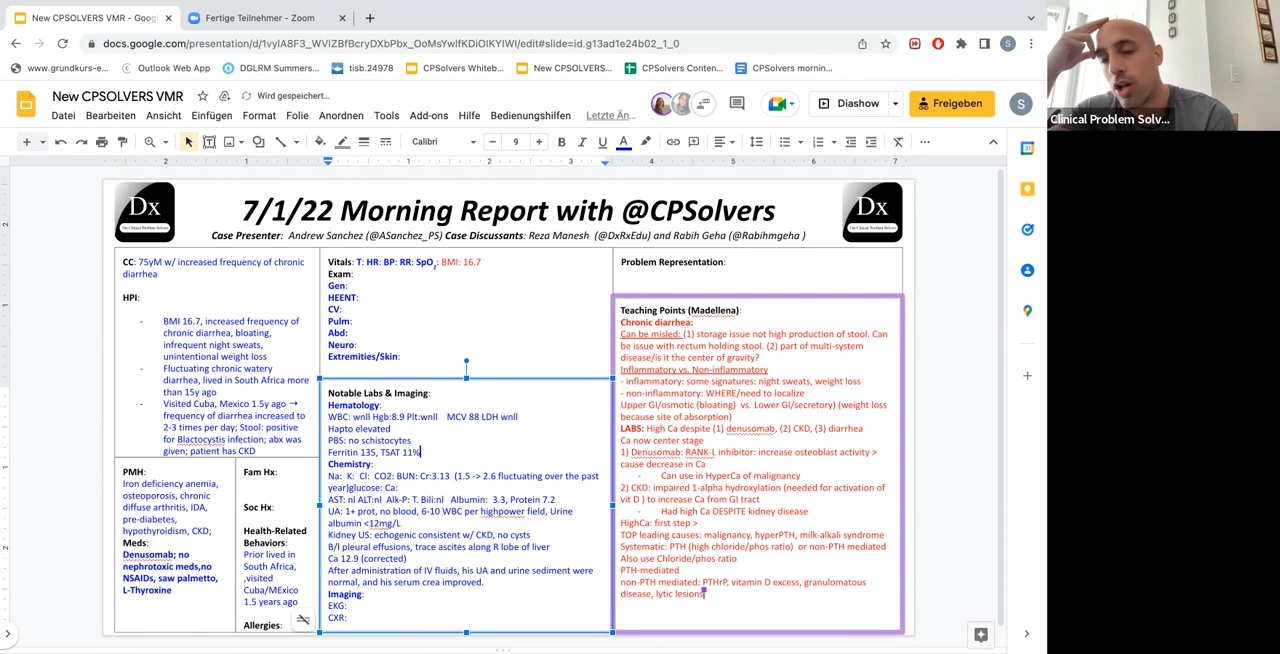 New CPSOLVERS VMR - Goog
Fertige Teilnehmer - Zoom
docs.google.com/presentation/d/1vyIA8F3_VWIZBfBcryDXbPbx_OoMsYwlfKDiOIKYIWI/edit#slide=id.g13ad1e24b02_1_0
www.grundkurs-e...
Outlook Web App
DGLRM Summers...
tisb.24978
CPSolvers Whiteb...
New CPSOLVERS...
CPSolvers Conten...
CPSolvers mornin...
New CPSOLVERS VMR
Wird gespeichert...
Datei Bearbeiten Ansicht Einfügen Format Folie Anordnen Tools Add-ons Hilfe Bedienungshilfen Letzte Än...
Diashow
Freigeben
S
Calibri
9
B I U A
2 1 1 2 3 4 5 6 7
Dx
The Clinical Problem Solvers
7/1/22 Morning Report with @CPSolvers
Case Presenter: Andrew Sanchez (@ASanchez_PS) Case Discussants: Reza Manesh (@DxRxEdu) and Rabih Geha (@Rabihmgeha )
Dx
The Clinical Problem Solvers
CC: 75yM w/ increased frequency of chronic
diarrhea
HPI:
- BMI 16.7, increased frequency of
chronic diarrhea, bloating,
infrequent night sweats,
unintentional weight loss
- Fluctuating chronic watery
diarrhea, lived in South Africa more
than 15y ago
- Visited Cuba, Mexico 1.5y ago →
frequency of diarrhea increased to
2-3 times per day; Stool: positive
for Blactocystis infection; abx was
given; patient has CKD
PMH:
Iron deficiency anemia,
osteoporosis, chronic
diffuse arthritis, IDA,
pre-diabetes,
hypothyroidism, CKD;
Meds:
Denusomab; no
nephrotoxic meds,no
NSAIDs, saw palmetto,
L-Thyroxine
Fam Hx:
Soc Hx:
Health-Related
Behaviors:
Prior lived in
South Africa,
,visited
Cuba/MExico
1.5 years ago
Allergies:
Vitals: T: HR: BP: RR: SpO2: BMI: 16.7
Exam:
Gen:
HEENT:
CV:
Pulm:
Abd:
Neuro:
Extremities/Skin:
Notable Labs & Imaging:
Hematology:
WBC: wnll Hgb:8.9 Plt:wnll MCV 88 LDH wnll
Hapto elevated
PBS: no schistocytes
Ferritin 135, TSAT 11%
Chemistry:
Na: K: Cl: CO2: BUN: Cr:3.13 (1.5 -> 2.6 fluctuating over the past
year)glucose: Ca:
AST: nl ALT:nl Alk-P: T. Bili:nl Albumin: 3.3, Protein 7.2
UA: 1+ prot, no blood, 6-10 WBC per highpower field, Urine
albumin <12mg/L
Kidney US: echogenic consistent w/ CKD, no cysts
B/l pleural effusions, trace ascites along R lobe of liver
Ca 12.9 (corrected)
After administration of IV fluids, his UA and urine sediment were
normal, and his serum crea improved.
Imaging:
EKG:
CXR:
Problem Representation:
Teaching Points (Madellena):
Chronic diarrhea:
Can be misled: (1) storage issue not high production of stool. Can
be issue with rectum holding stool. (2) part of multi-system
disease/is it the center of gravity?
Inflammatory vs. Non-inflammatory
- inflammatory: some signatures: night sweats, weight loss
- non-inflammatory: WHERE/need to localize
Upper GI/osmotic (bloating) vs. Lower GI/secretory) (weight loss
because site of absorption)
LABS: High Ca despite (1) denusomab, (2) CKD, (3) diarrhea
Ca now center stage
1) Denusomab: RANK-L inhibitor: increase osteoblast activity >
cause decrease in Ca
- Can use in HyperCa of malignancy
2) CKD: impaired 1-alpha hydroxylation (needed for activation of
vit D ) to increase Ca from GI tract
- Had high Ca DESPITE kidney disease
HighCa: first step >
TOP leading causes: malignancy, hyperPTH, milk-alkali syndrome
Systematic: PTH (high chloride/phos ratio) or non-PTH mediated
Also use Chloride/phos ratio
PTH-mediated
non-PTH mediated: PTHrP, vitamin D excess, granulomatous
disease, lytic lesions
Clinical Problem Solv...